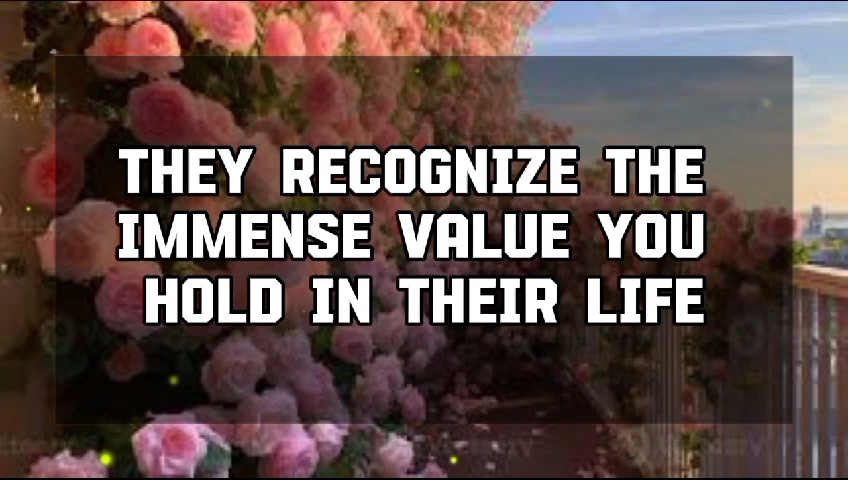 THEY RECOGNIZE THE
IMMENSE VALUE YOU
HOLD IN THEIR LIFE